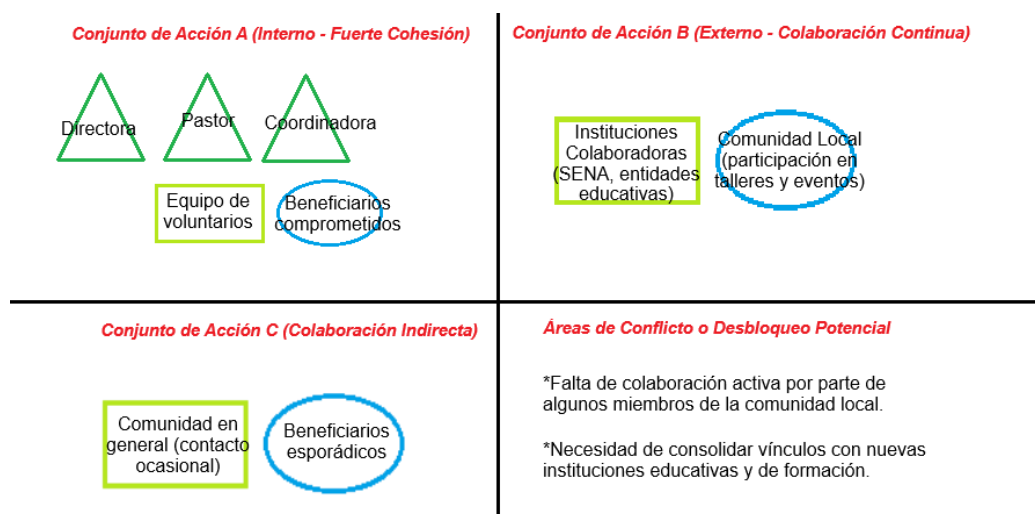 Conjunto de Acción A (Interno - Fuerte Cohesión)
Directora
Pastor
Coordinadora
Equipo de
voluntarios
Beneficiarios
comprometidos
Conjunto de Acción B (Externo - Colaboración Continua)
Instituciones
Colaboradoras
(SENA, entidades
educativas)
Comunidad Local
(participación en
talleres y eventos)
Conjunto de Acción C (Colaboración Indirecta)
Comunidad en
general (contacto
ocasional)
Beneficiarios
esporádicos
Áreas de Conflicto o Desbloqueo Potencial
*Falta de colaboración activa por parte de
algunos miembros de la comunidad local.
*Necesidad de consolidar vínculos con nuevas
instituciones educativas y de formación.